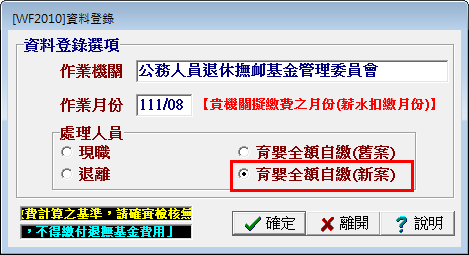 [WF2010]資料登錄
資料登錄選項
作業機關 公務人員退休撫卹基金管理委員會
作業月份 111/08 【貴機關擬繳費之月份(薪水扣繳月份)】
處理人員
現職 育嬰全額自繳(舊案)
退離 育嬰全額自繳(新案)
費計算之基準，請確實檢核無
，不得繳付退撫基金費用」
確定 離開 說明